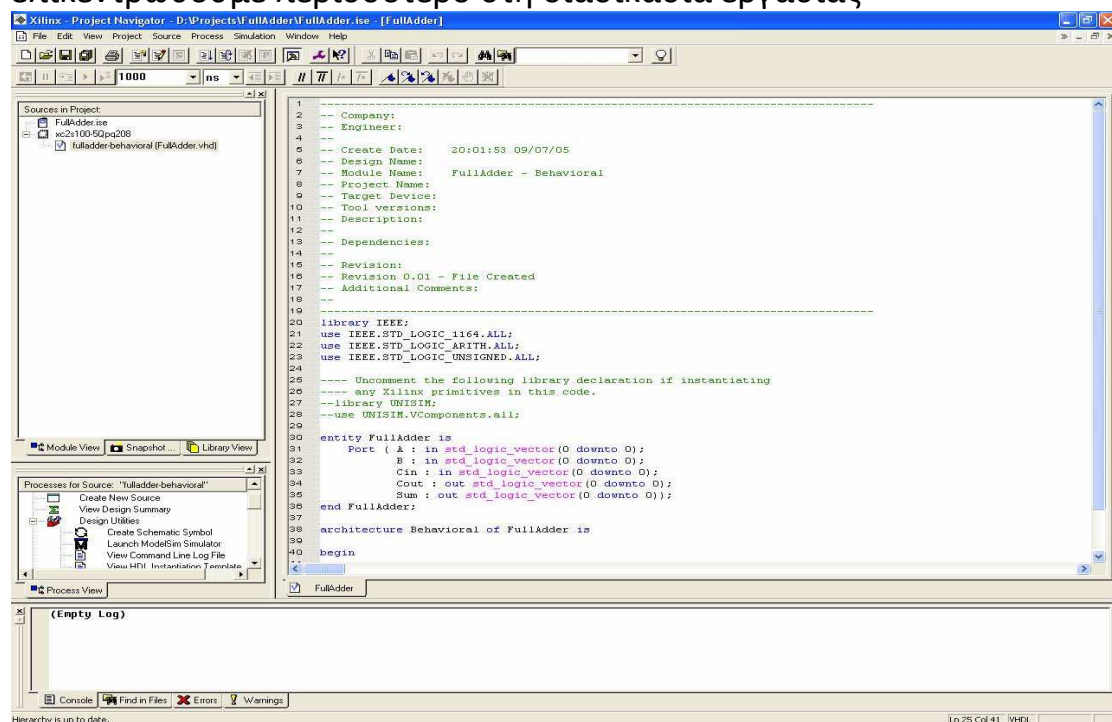 επικεντρωθούμε περισσότερο στη διαδικασία εργασίας
Xilinx - Project Navigator - D:\Projects\FullAdder\FullAdder.ise - [FullAdder]
File Edit View Project Source Process Simulation Window Help
1000 ns
Sources in Project:
FullAdder.ise
xc2s100-5Qpq208
fulladder-behavioral (FullAdder.vhd)
Module View Snapshot ... Library View
Processes for Source: "fulladder-behavioral"
Create New Source
View Design Summary
Design Utilities
Create Schematic Symbol
Launch ModelSim Simulator
View Command Line Log File
View HDL Instantiation Template
Process View
1 ----------------------------------------------------------------------------------
2 -- Company:
3 -- Engineer:
4 --
5 -- Create Date: 20:01:53 09/07/05
6 -- Design Name:
7 -- Module Name: FullAdder - Behavioral
8 -- Project Name:
9 -- Target Device:
10 -- Tool versions:
11 -- Description:
12 --
13 -- Dependencies:
14 --
15 -- Revision:
16 -- Revision 0.01 - File Created
17 -- Additional Comments:
18 --
19 ----------------------------------------------------------------------------------
20 library IEEE;
21 use IEEE.STD_LOGIC_1164.ALL;
22 use IEEE.STD_LOGIC_ARITH.ALL;
23 use IEEE.STD_LOGIC_UNSIGNED.ALL;
24
25 ---- Uncomment the following library declaration if instantiating
26 ---- any Xilinx primitives in this code.
27 --library UNISIM;
28 --use UNISIM.VComponents.all;
29
30 entity FullAdder is
31 Port ( A : in std_logic_vector(0 downto 0);
32 B : in std_logic_vector(0 downto 0);
33 Cin : in std_logic_vector(0 downto 0);
34 Cout : out std_logic_vector(0 downto 0);
35 Sum : out std_logic_vector(0 downto 0));
36 end FullAdder;
37
38 architecture Behavioral of FullAdder is
39
40 begin
FullAdder
(Empty Log)
Console Find in Files Errors Warnings
Hierarchy is up to date. Ln 25 Col 41 VHDL